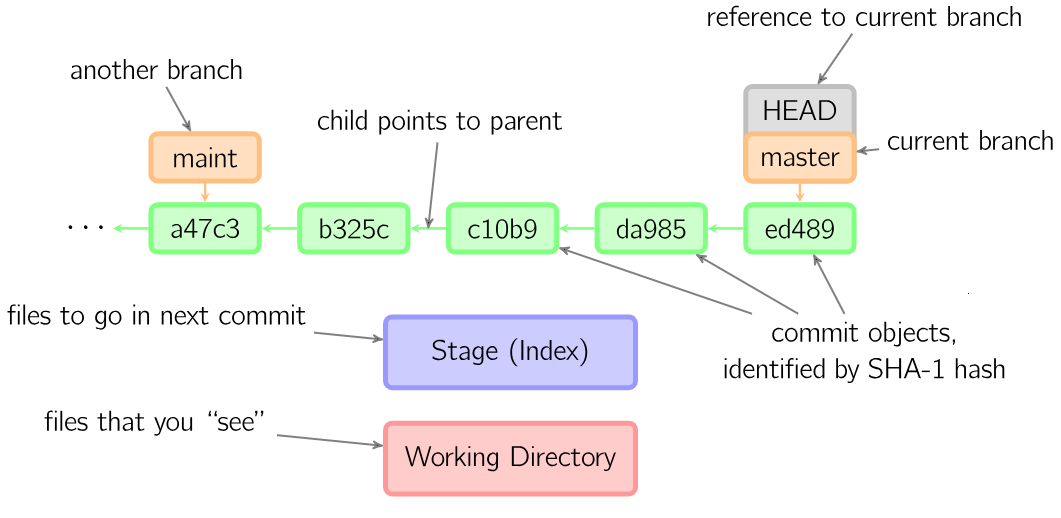 reference to current branch
another branch
HEAD
child points to parent
current branch
maint
master
··· a47c3 b325c c10b9 da985 ed489
files to go in next commit
Stage (Index)
commit objects,
identified by SHA-1 hash
files that you “see”
Working Directory